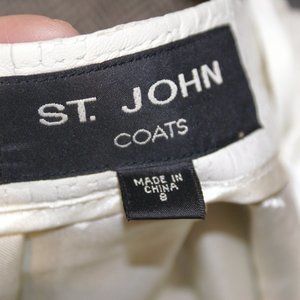 ST. JOHN
COATS
MADE IN
CHINA
8